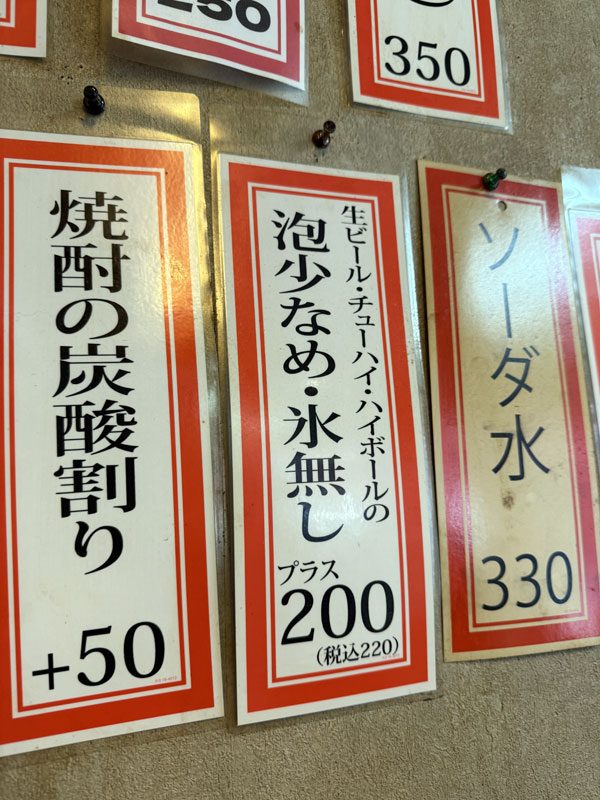 250
350
焼酎の炭酸割り
+50
生ビール・チューハイ・ハイボールの
泡少なめ・氷無し
プラス
200
(税込220)
ソーダ水
330